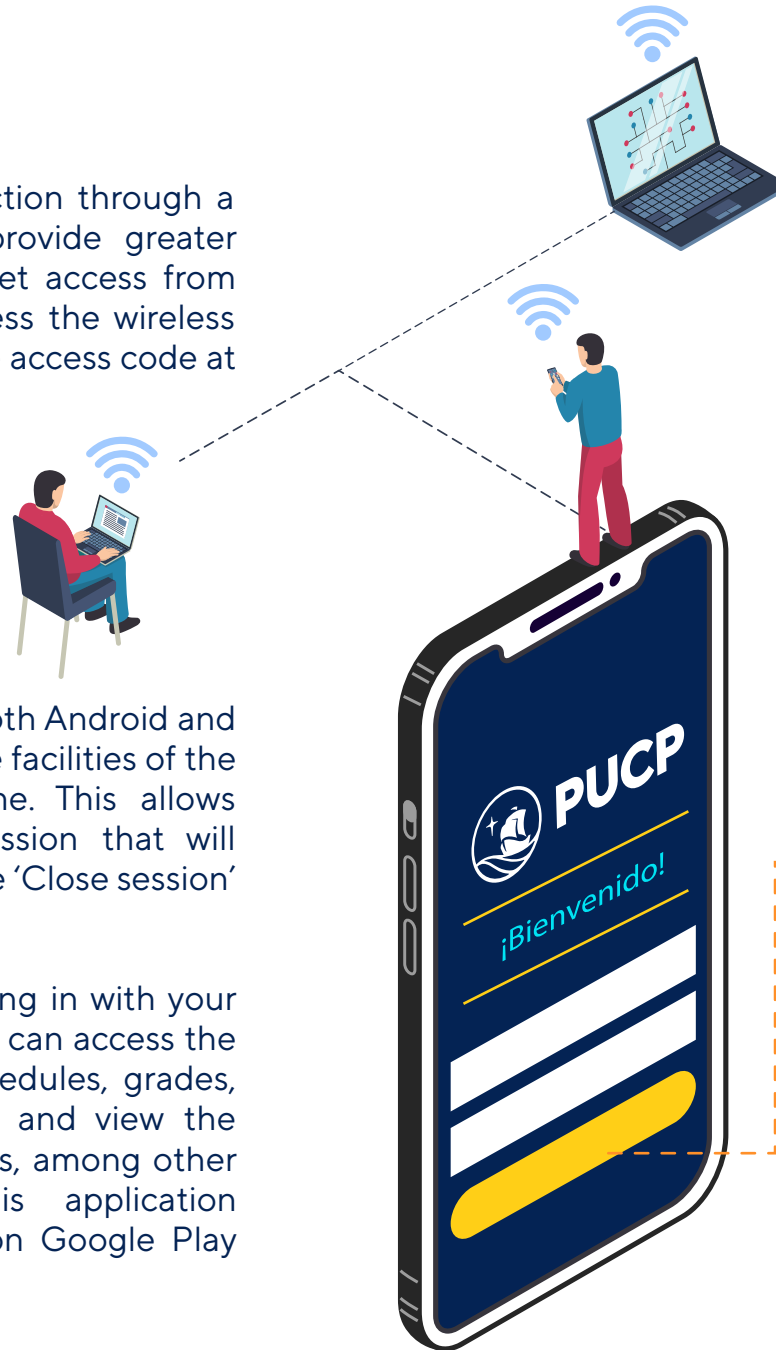 ction through a
provide greater
et access from
ess the wireless
access code at
oth Android and
e facilities of the
ne. This allows
ssion that will
e ‘Close session’
ing in with your
can access the
edules, grades,
and view the
s, among other
is application
on Google Play
PUCP
¡Bienvenido!